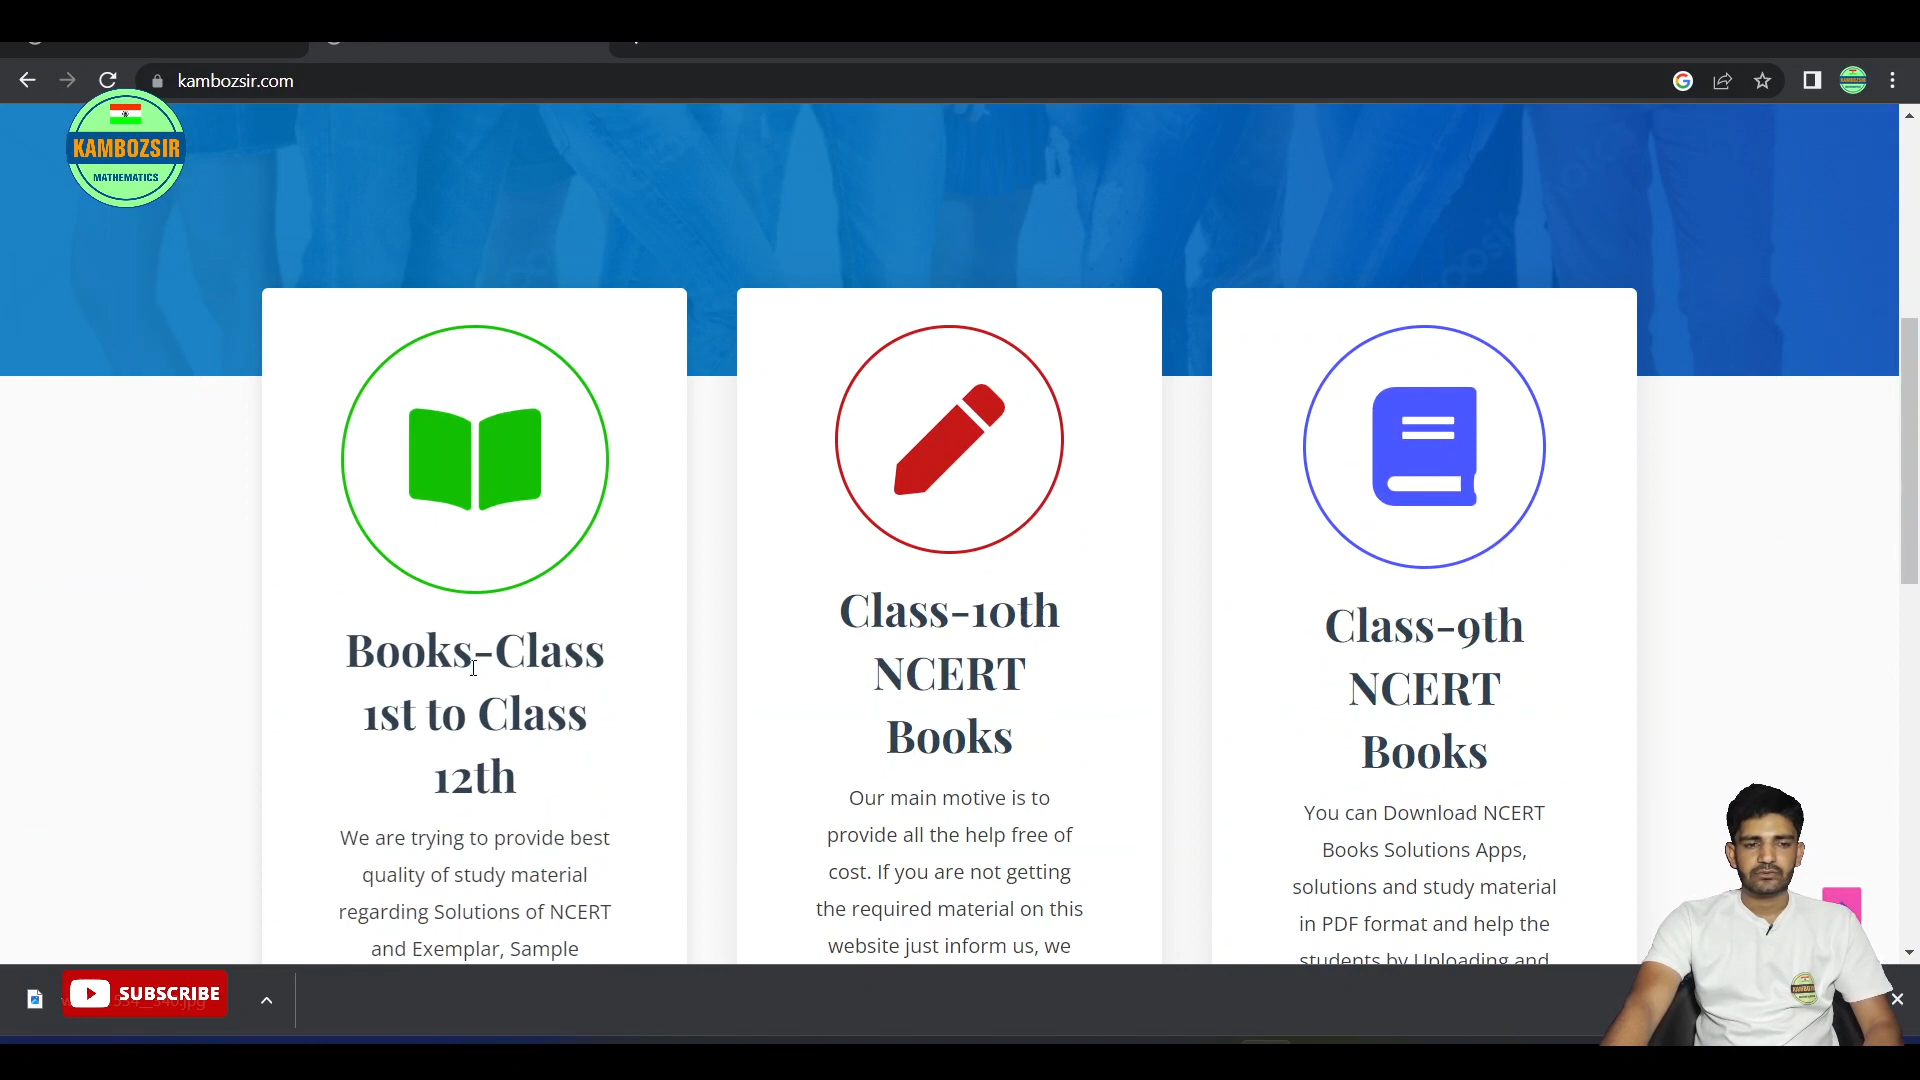 kambozsir.com
KAMBOZSIR
MATHEMATICS
Books-Class
1st to Class
12th
We are trying to provide best
quality of study material
regarding Solutions of NCERT
and Exemplar, Sample
Class-10th
NCERT
Books
Our main motive is to
provide all the help free of
cost. If you are not getting
the required material on this
website just inform us, we
Class-9th
NCERT
Books
You can Download NCERT
Books Solutions Apps,
solutions and study material
in PDF format and help the
students by Uploading and
SUBSCRIBE